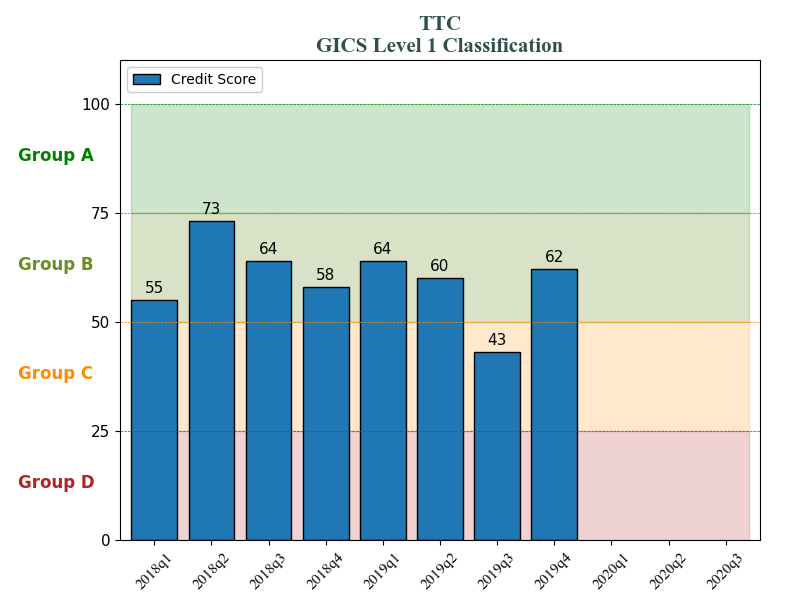 TTC
GICS Level 1 Classification
Credit Score
100
Group A
75
73
64
64
62
60
58
55
Group B
50
43
Group C
25
Group D
0
2018q1 2018q2 2018q3 2018q4 2019q1 2019q2 2019q3 2019q4 2020q1 2020q2 2020q3